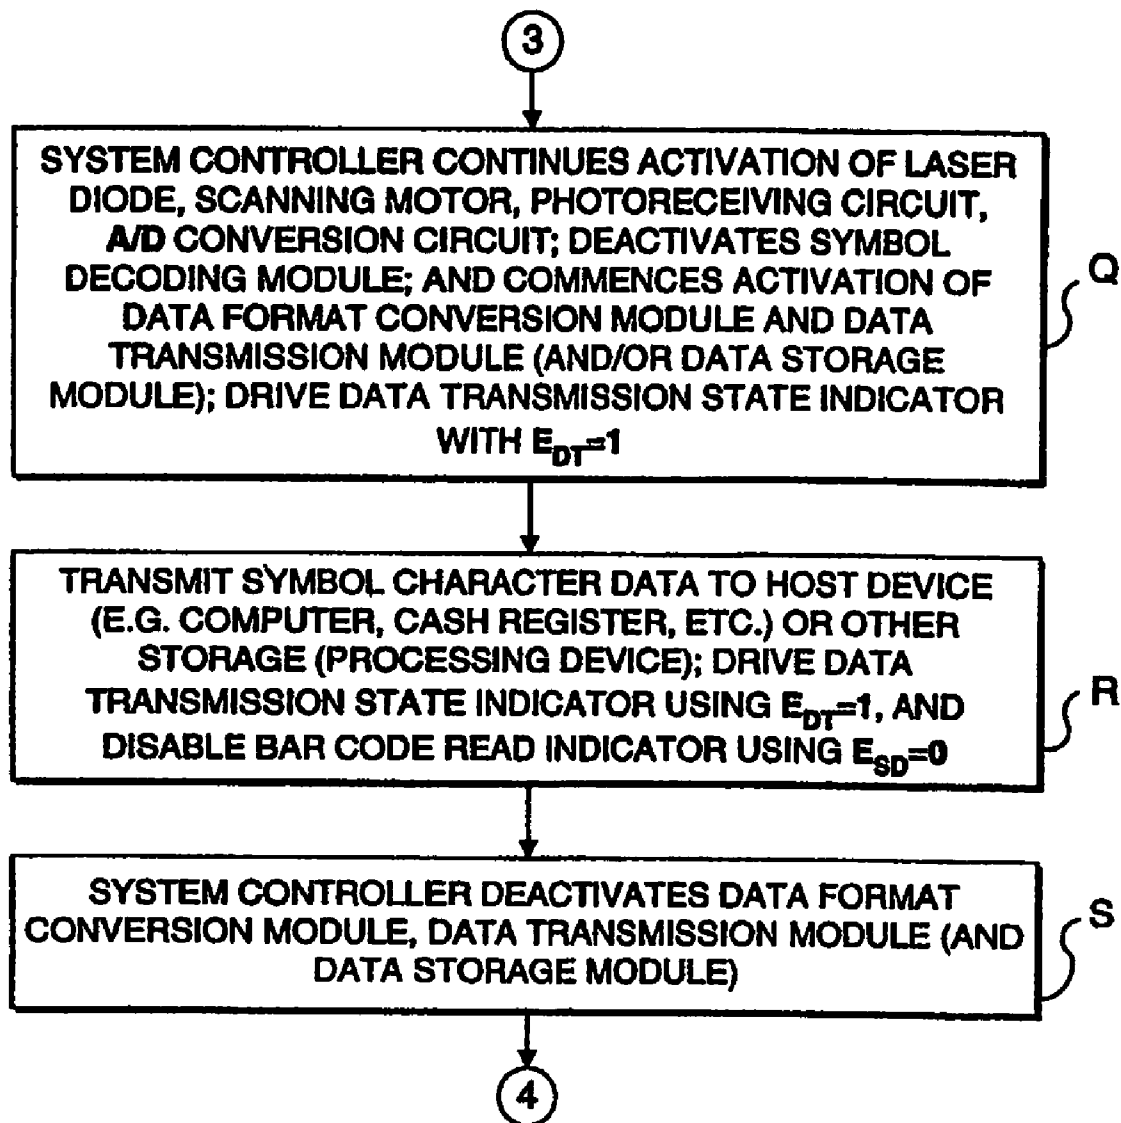 3
SYSTEM CONTROLLER CONTINUES ACTIVATION OF LASER
DIODE, SCANNING MOTOR, PHOTORECEIVING CIRCUIT,
A/D CONVERSION CIRCUIT; DEACTIVATES SYMBOL
DECODING MODULE; AND COMMENCES ACTIVATION OF
DATA FORMAT CONVERSION MODULE AND DATA
TRANSMISSION MODULE (AND/OR DATA STORAGE
MODULE); DRIVE DATA TRANSMISSION STATE INDICATOR
WITH E_DT=1
Q
TRANSMIT SYMBOL CHARACTER DATA TO HOST DEVICE
(E.G. COMPUTER, CASH REGISTER, ETC.) OR OTHER
STORAGE (PROCESSING DEVICE); DRIVE DATA
TRANSMISSION STATE INDICATOR USING E_DT=1, AND
DISABLE BAR CODE READ INDICATOR USING E_SD=0
R
SYSTEM CONTROLLER DEACTIVATES DATA FORMAT
CONVERSION MODULE, DATA TRANSMISSION MODULE (AND
DATA STORAGE MODULE)
S
4